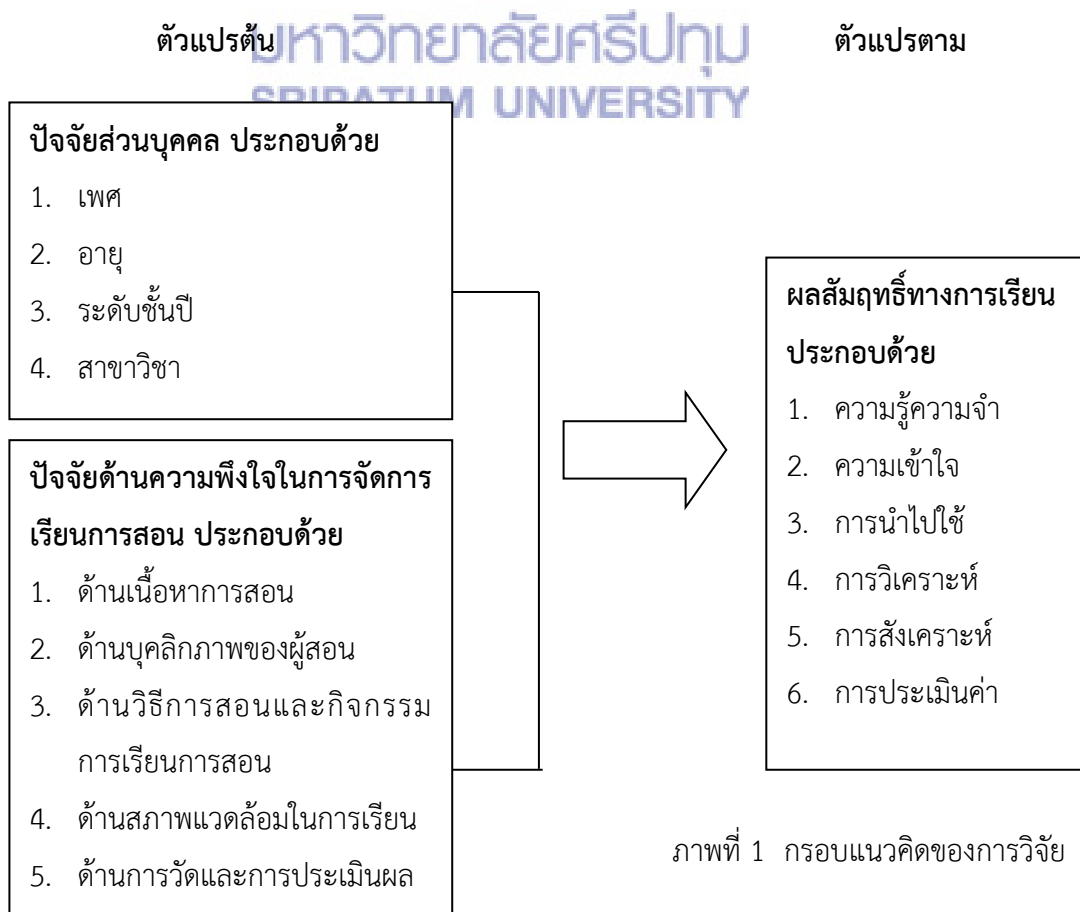 ตัวแปรต้น
มหาวิทยาลัยศรีปทุม
SRIPATUM UNIVERSITY
ตัวแปรตาม
ปัจจัยส่วนบุคคล ประกอบด้วย
1. เพศ
2. อายุ
3. ระดับชั้นปี
4. สาขาวิชา
ปัจจัยด้านความพึงใจในการจัดการ
เรียนการสอน ประกอบด้วย
1. ด้านเนื้อหาการสอน
2. ด้านบุคลิกภาพของผู้สอน
3. ด้านวิธีการสอนและกิจกรรม
การเรียนการสอน
4. ด้านสภาพแวดล้อมในการเรียน
5. ด้านการวัดและการประเมินผล
ผลสัมฤทธิ์ทางการเรียน
ประกอบด้วย
1. ความรู้ความจำ
2. ความเข้าใจ
3. การนำไปใช้
4. การวิเคราะห์
5. การสังเคราะห์
6. การประเมินค่า
ภาพที่ 1 กรอบแนวคิดของการวิจัย